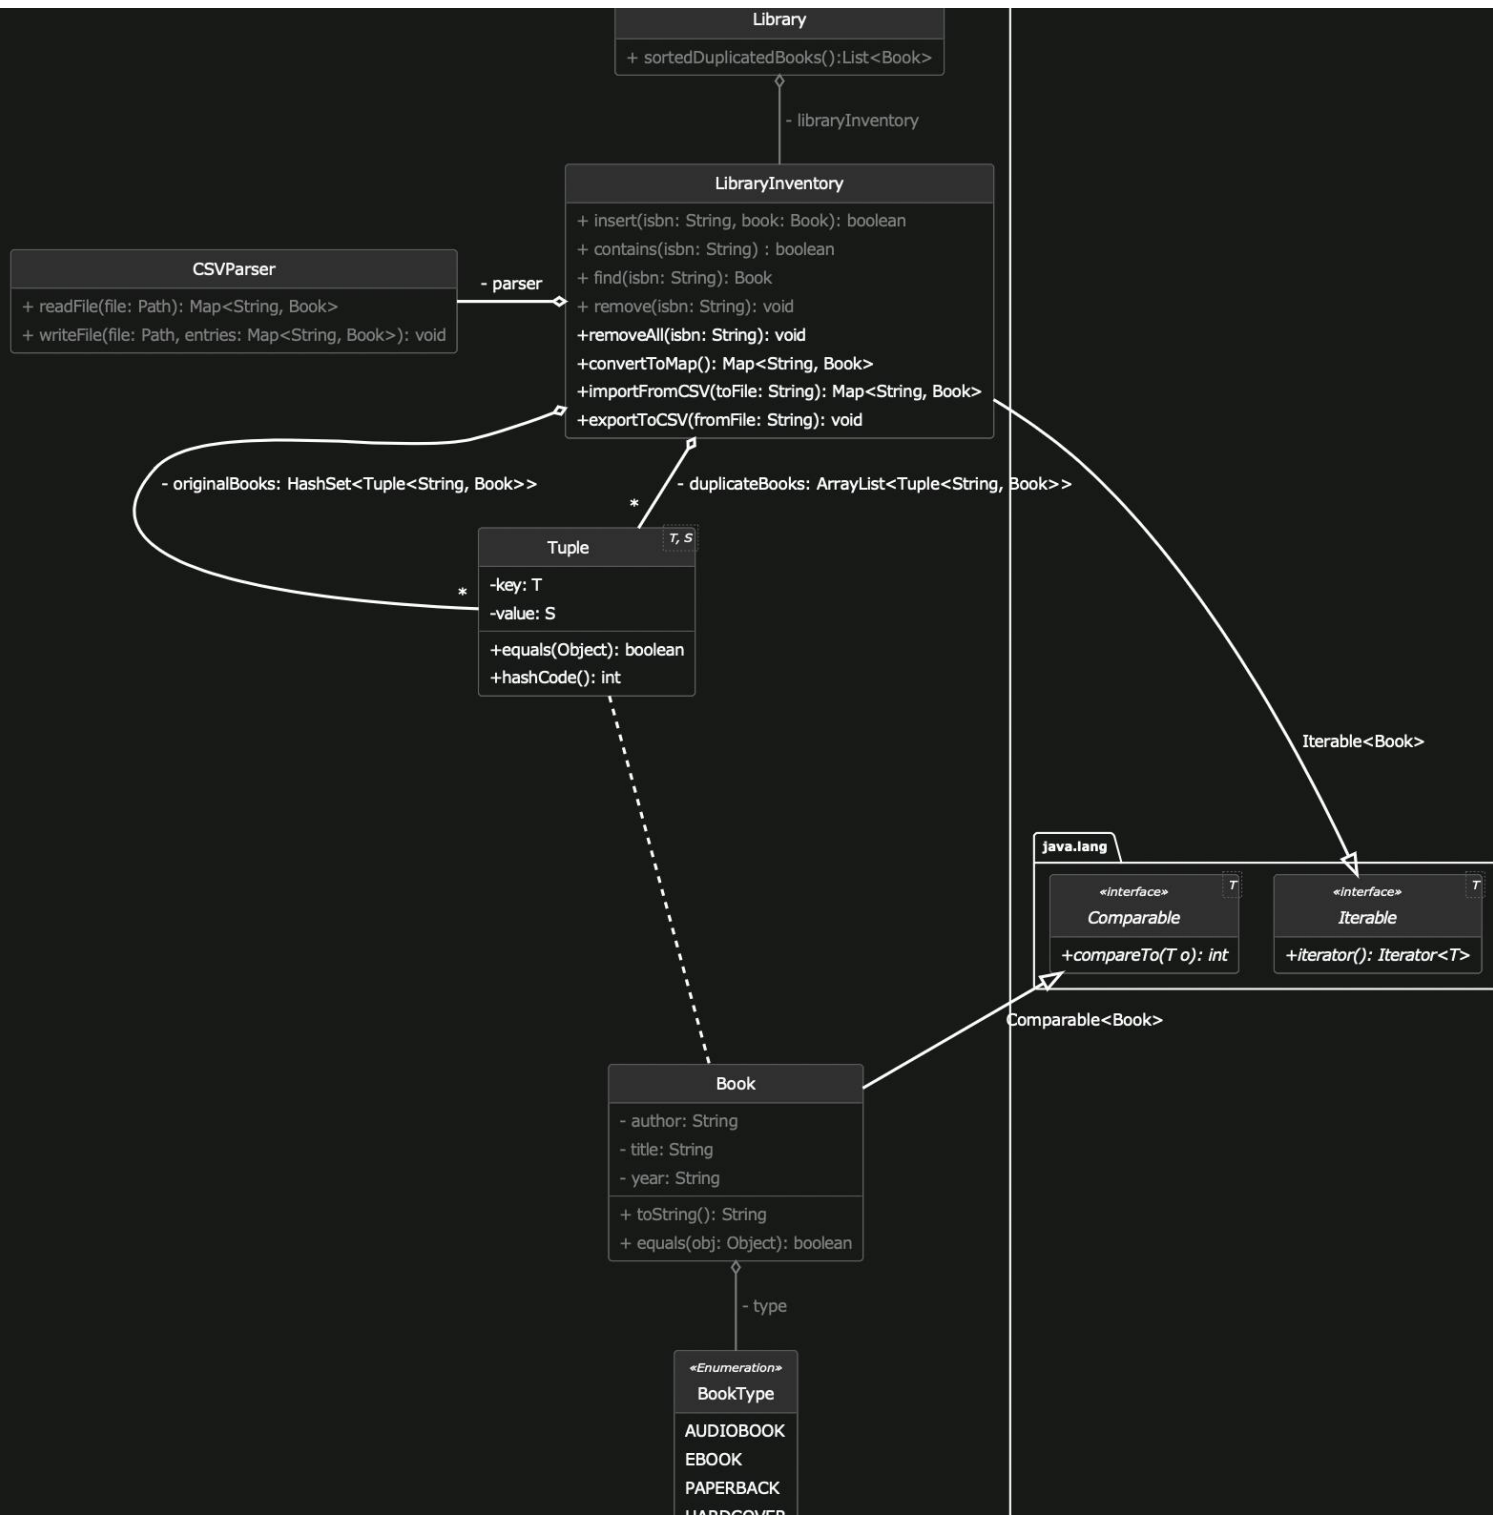 Library
+ sortedDuplicatedBooks():List<Book>
- libraryInventory
LibraryInventory
+ insert(isbn: String, book: Book): boolean
+ contains(isbn: String) : boolean
+ find(isbn: String): Book
+ remove(isbn: String): void
+removeAll(isbn: String): void
+convertToMap(): Map<String, Book>
+importFromCSV(toFile: String): Map<String, Book>
+exportToCSV(fromFile: String): void
CSVParser
+ readFile(file: Path): Map<String, Book>
+ writeFile(file: Path, entries: Map<String, Book>): void
- parser
- originalBooks: HashSet<Tuple<String, Book>>
- duplicateBooks: ArrayList<Tuple<String, Book>>
*
*
Tuple
T, S
-key: T
-value: S
+equals(Object): boolean
+hashCode(): int
Iterable<Book>
java.lang
«interface»
Comparable
T
+compareTo(T o): int
«interface»
Iterable
T
+iterator(): Iterator<T>
Comparable<Book>
Book
- author: String
- title: String
- year: String
+ toString(): String
+ equals(obj: Object): boolean
- type
«Enumeration»
BookType
AUDIOBOOK
EBOOK
PAPERBACK
HARDCOVER